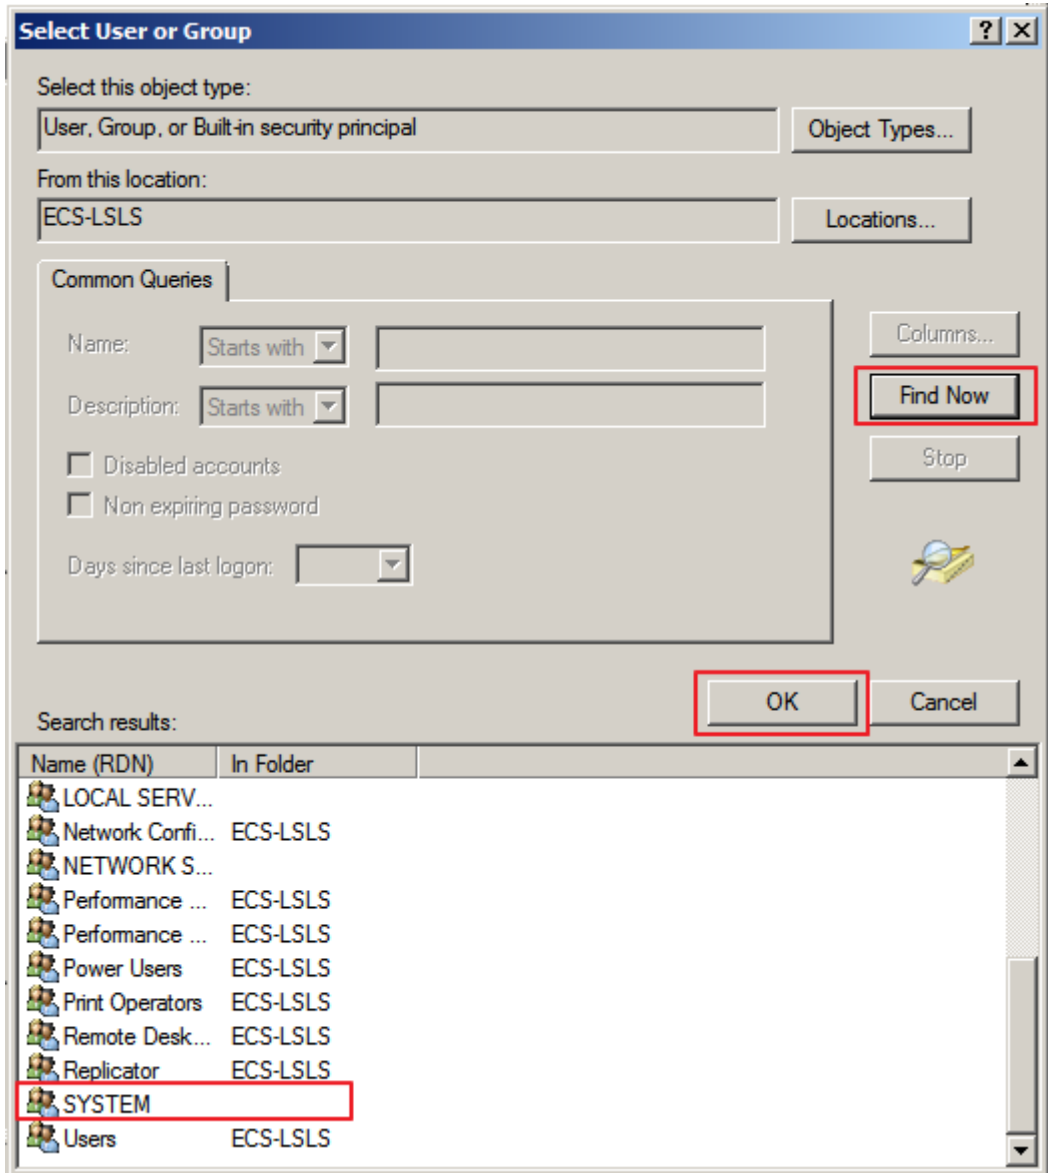 Select User or Group
Select this object type:
User, Group, or Built-in security principal
Object Types...
From this location:
ECS-LSLS
Locations...
Common Queries
Name:
Starts with
Columns...
Description:
Starts with
Find Now
Disabled accounts
Stop
Non expiring password
Days since last logon:
OK
Cancel
Search results:
Name (RDN) In Folder
LOCAL SERV...
Network Confi... ECS-LSLS
NETWORK S...
Performance ... ECS-LSLS
Performance ... ECS-LSLS
Power Users ECS-LSLS
Print Operators ECS-LSLS
Remote Desk... ECS-LSLS
Replicator ECS-LSLS
SYSTEM
Users ECS-LSLS